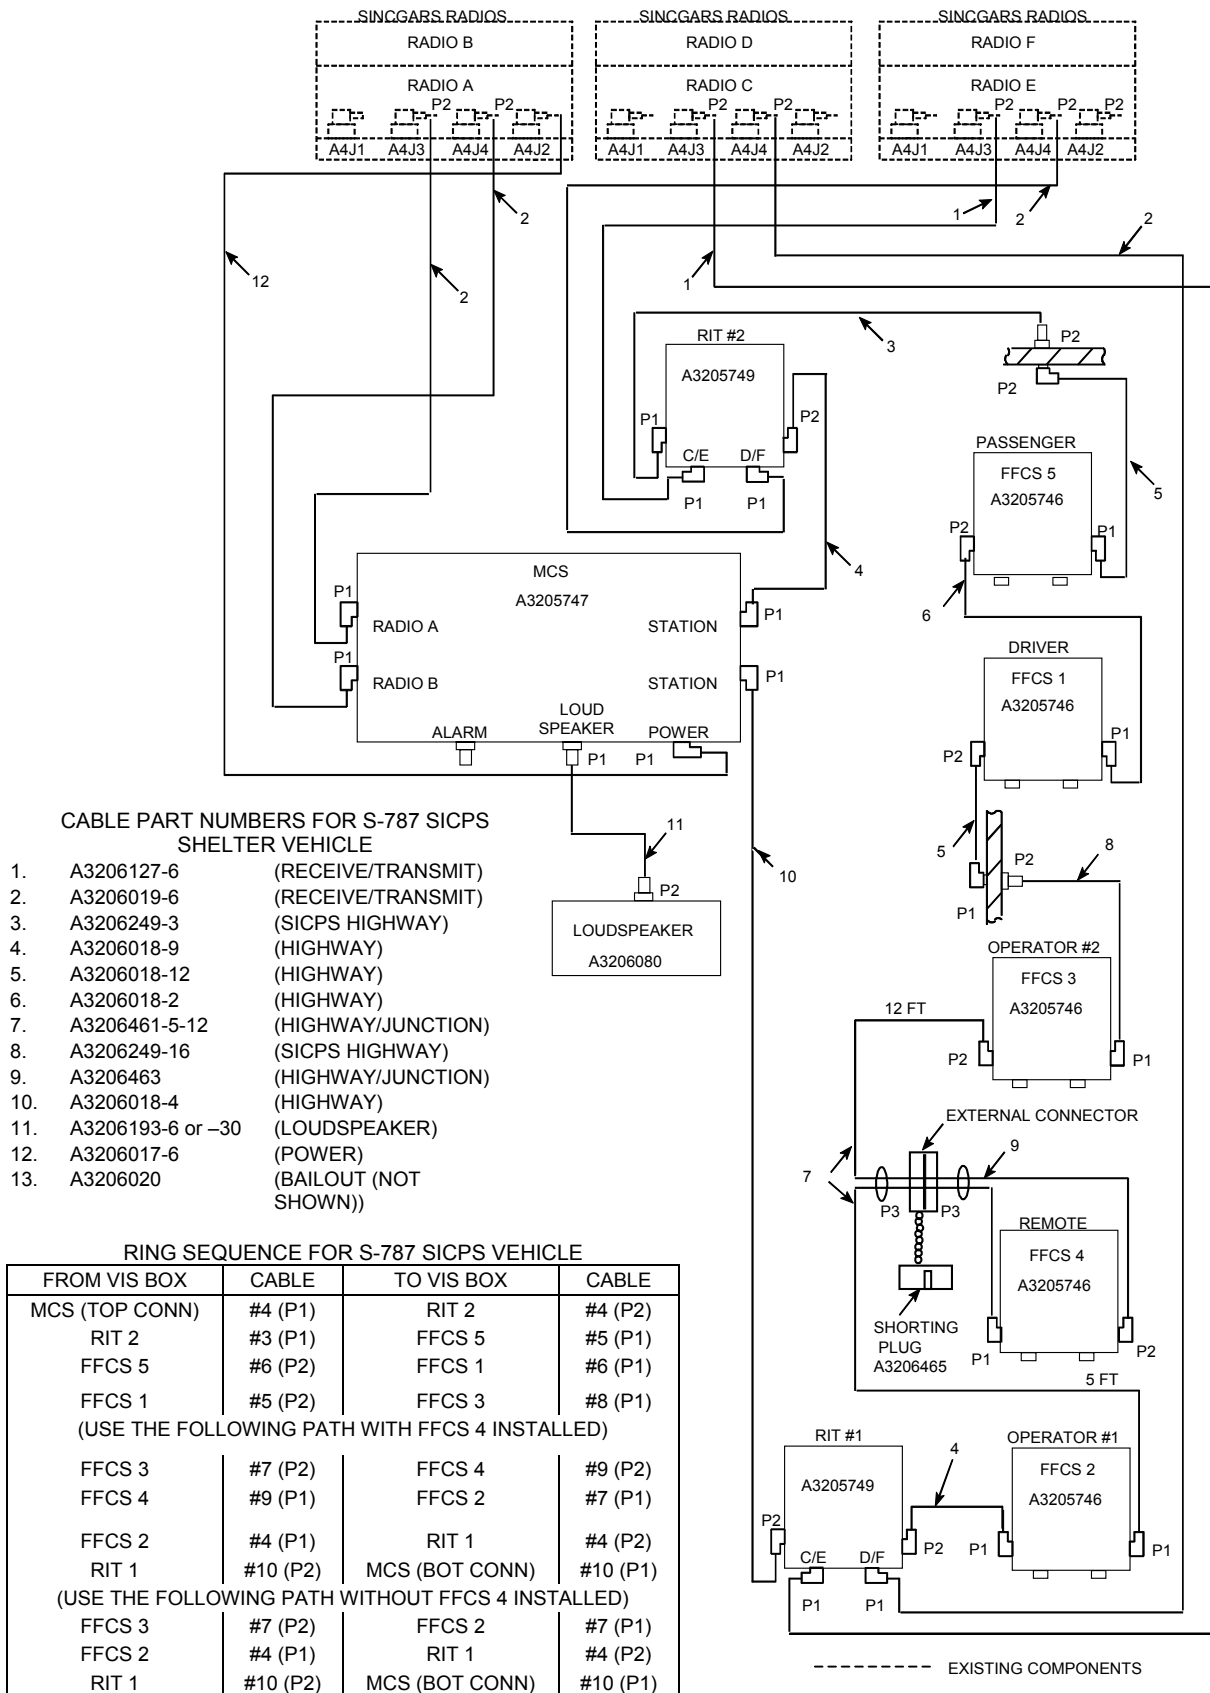 SINCGARS RADIOS SINCGARS RADIOS SINCGARS RADIOS
RADIO B RADIO D RADIO F
RADIO A RADIO C RADIO E
P2 P2 P2 P2 P2 P2 P2
A4J1 A4J3 A4J4 A4J2 A4J1 A4J3 A4J4 A4J2 A4J1 A4J3 A4J4 A4J2
2 1 2 2
12 2 1
3
RIT #2
A3205749
P1 P2
C/E D/F
P1 P1
4
P2
P2
PASSENGER
FFCS 5
A3205746
P2 P1
5
6
MCS
A3205747
P1 RADIO A STATION P1
P1 RADIO B STATION P1
ALARM LOUD
SPEAKER POWER
P1 P1
DRIVER
FFCS 1
A3205746
P2 P1
11
10
5 P2 8
P1
P2
LOUDSPEAKER
A3206080
CABLE PART NUMBERS FOR S-787 SICPS
SHELTER VEHICLE
1. A3206127-6 (RECEIVE/TRANSMIT)
2. A3206019-6 (RECEIVE/TRANSMIT)
3. A3206249-3 (SICPS HIGHWAY)
4. A3206018-9 (HIGHWAY)
5. A3206018-12 (HIGHWAY)
6. A3206018-2 (HIGHWAY)
7. A3206461-5-12 (HIGHWAY/JUNCTION)
8. A3206249-16 (SICPS HIGHWAY)
9. A3206463 (HIGHWAY/JUNCTION)
10. A3206018-4 (HIGHWAY)
11. A3206193-6 or –30 (LOUDSPEAKER)
12. A3206017-6 (POWER)
13. A3206020 (BAILOUT (NOT
SHOWN))
OPERATOR #2
FFCS 3
A3205746
12 FT
P2 P1
EXTERNAL CONNECTOR
7 9
P3 P3
REMOTE
FFCS 4
A3205746
SHORTING
PLUG
A3206465
P1 P2
5 FT
RIT #1
A3205749
4
OPERATOR #1
FFCS 2
A3205746
P2 P2 P1 P1
C/E D/F
P1 P1
EXISTING COMPONENTS
RING SEQUENCE FOR S-787 SICPS VEHICLE
FROM VIS BOX CABLE TO VIS BOX CABLE
MCS (TOP CONN) #4 (P1) RIT 2 #4 (P2)
RIT 2 #3 (P1) FFCS 5 #5 (P1)
FFCS 5 #6 (P2) FFCS 1 #6 (P1)
FFCS 1 #5 (P2) FFCS 3 #8 (P1)
(USE THE FOLLOWING PATH WITH FFCS 4 INSTALLED)
FFCS 3 #7 (P2) FFCS 4 #9 (P2)
FFCS 4 #9 (P1) FFCS 2 #7 (P1)
FFCS 2 #4 (P1) RIT 1 #4 (P2)
RIT 1 #10 (P2) MCS (BOT CONN) #10 (P1)
(USE THE FOLLOWING PATH WITHOUT FFCS 4 INSTALLED)
FFCS 3 #7 (P2) FFCS 2 #7 (P1)
FFCS 2 #4 (P1) RIT 1 #4 (P2)
RIT 1 #10 (P2) MCS (BOT CONN) #10 (P1)